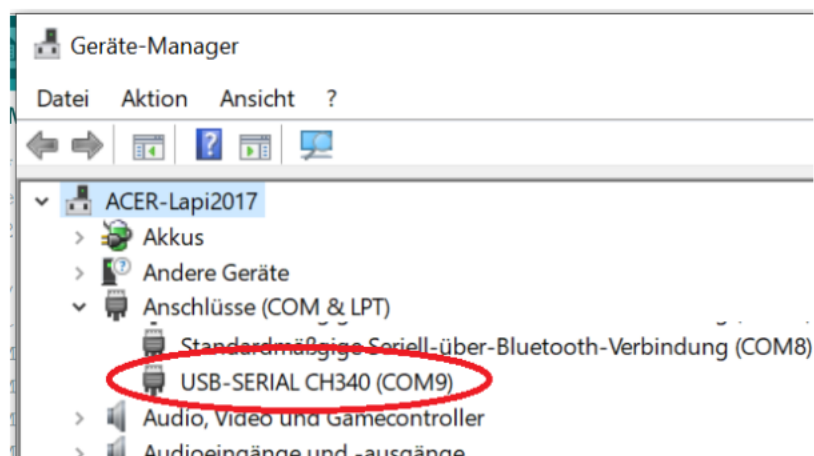 Geräte-Manager
Datei Aktion Ansicht ?
ACER-Lapi2017
Akkus
Andere Geräte
Anschlüsse (COM & LPT)
Standardmäßgige Seriell-über-Bluetooth-Verbindung (COM8)
USB-SERIAL CH340 (COM9)
Audio, Video und Gamecontroller
Audioeingänge und -ausgänge